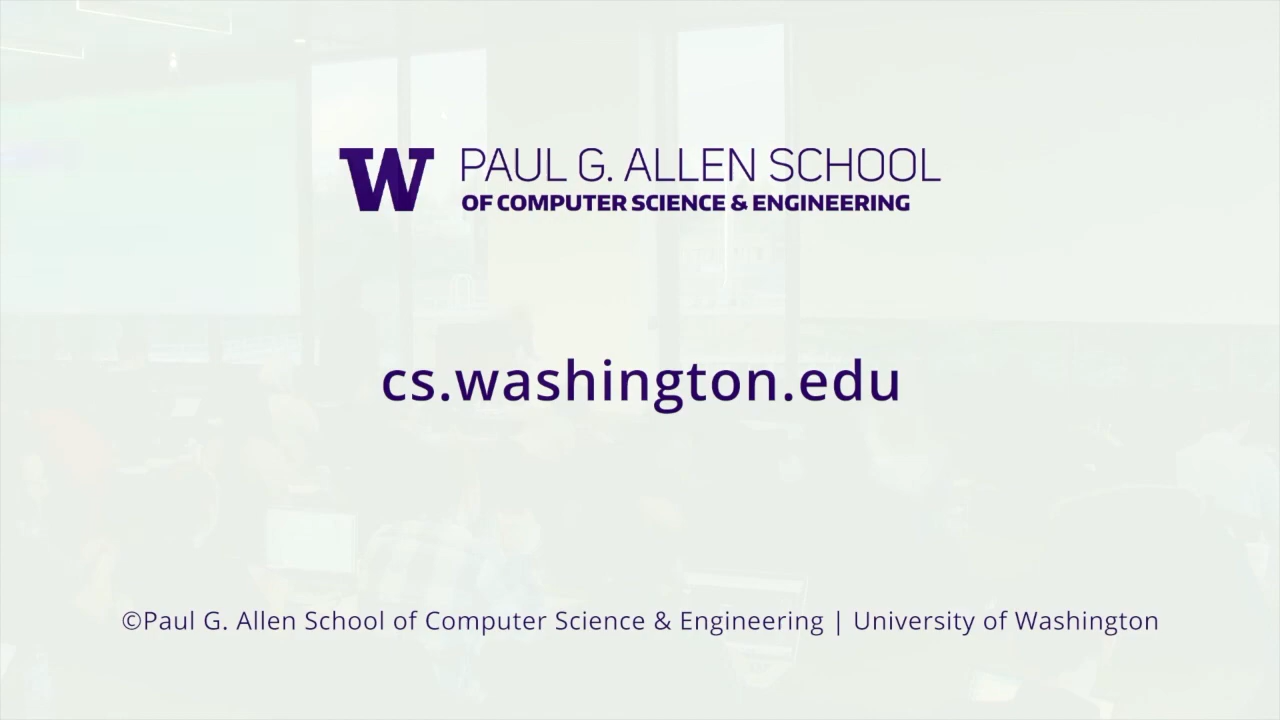 W PAUL G. ALLEN SCHOOL
OF COMPUTER SCIENCE & ENGINEERING
cs.washington.edu
©Paul G. Allen School of Computer Science & Engineering | University of Washington